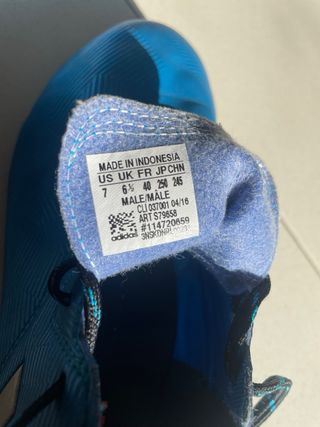 MADE IN INDONESIA
US UK FR JP CHN
7 6½ 40 250 245
MALE/MÂLE
CLI 037001 04/16
ART S79658
#114720659
adidas